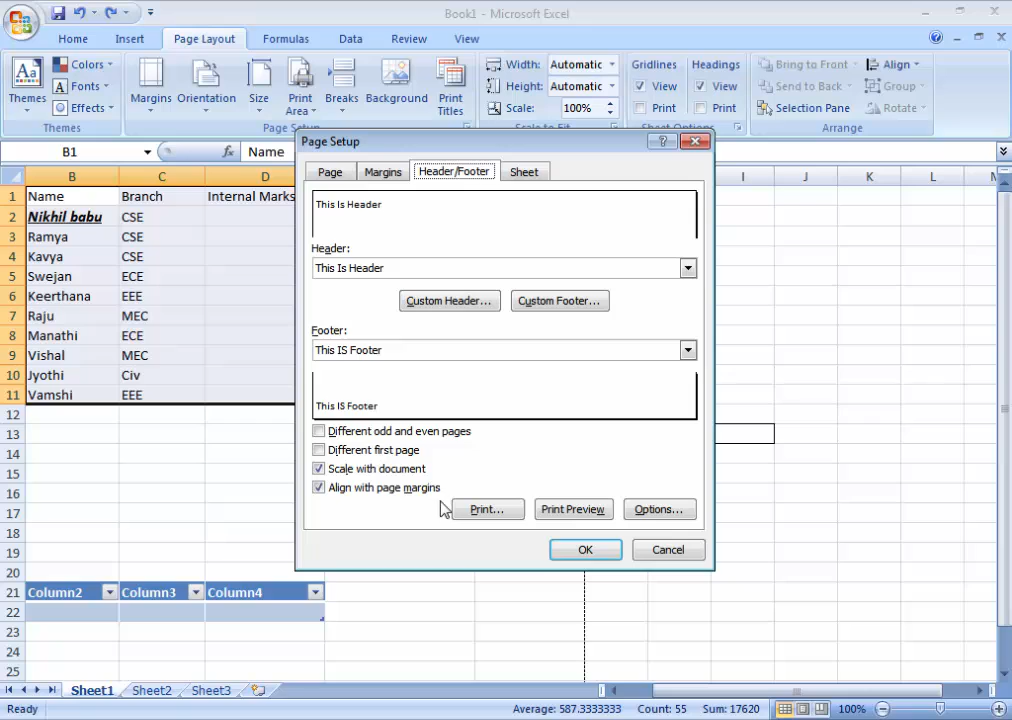 Book1 - Microsoft Excel
Home Insert Page Layout Formulas Data Review View
Colors Fonts Effects Themes
Themes
Margins Orientation Size Print Area Breaks Background Print Titles
Page Setup
Width: Automatic
Height: Automatic
Scale: 100%
Scale to Fit
Gridlines Headings
View View
Print Print
Sheet Options
Bring to Front Align
Send to Back Group
Selection Pane Rotate
Arrange
B1 fx Name
B C D I J K L M
1 Name Branch Internal Marks
2 Nikhil babu CSE
3 Ramya CSE
4 Kavya CSE
5 Swejan ECE
6 Keerthana EEE
7 Raju MEC
8 Manathi ECE
9 Vishal MEC
10 Jyothi Civ
11 Vamshi EEE
12
13
14
15
16
17
18
19
20
21 Column2 Column3 Column4
22
23
24
25
Page Setup
Page Margins Header/Footer Sheet
This Is Header
Header:
This Is Header
Custom Header... Custom Footer...
Footer:
This IS Footer
This IS Footer
Different odd and even pages
Different first page
Scale with document
Align with page margins
Print... Print Preview Options...
OK Cancel
Sheet1 Sheet2 Sheet3
Ready Average: 587.3333333 Count: 55 Sum: 17620 100%